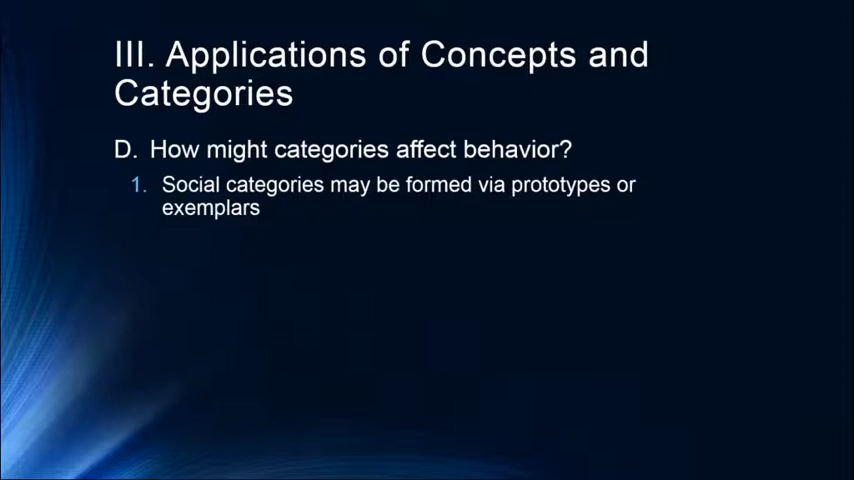 III. Applications of Concepts and
Categories
D. How might categories affect behavior?
1. Social categories may be formed via prototypes or
exemplars